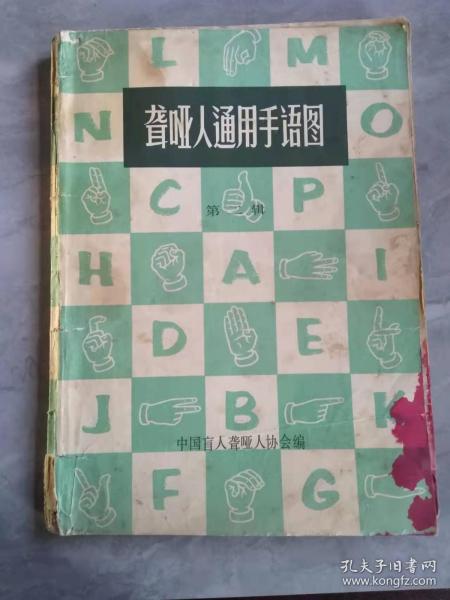 L M
N
聋哑人通用手语图
O
C P
第 辑
H A I
D E
J B K
中国盲人聋哑人协会编
F G
孔夫子旧书网
www.kongfz.com